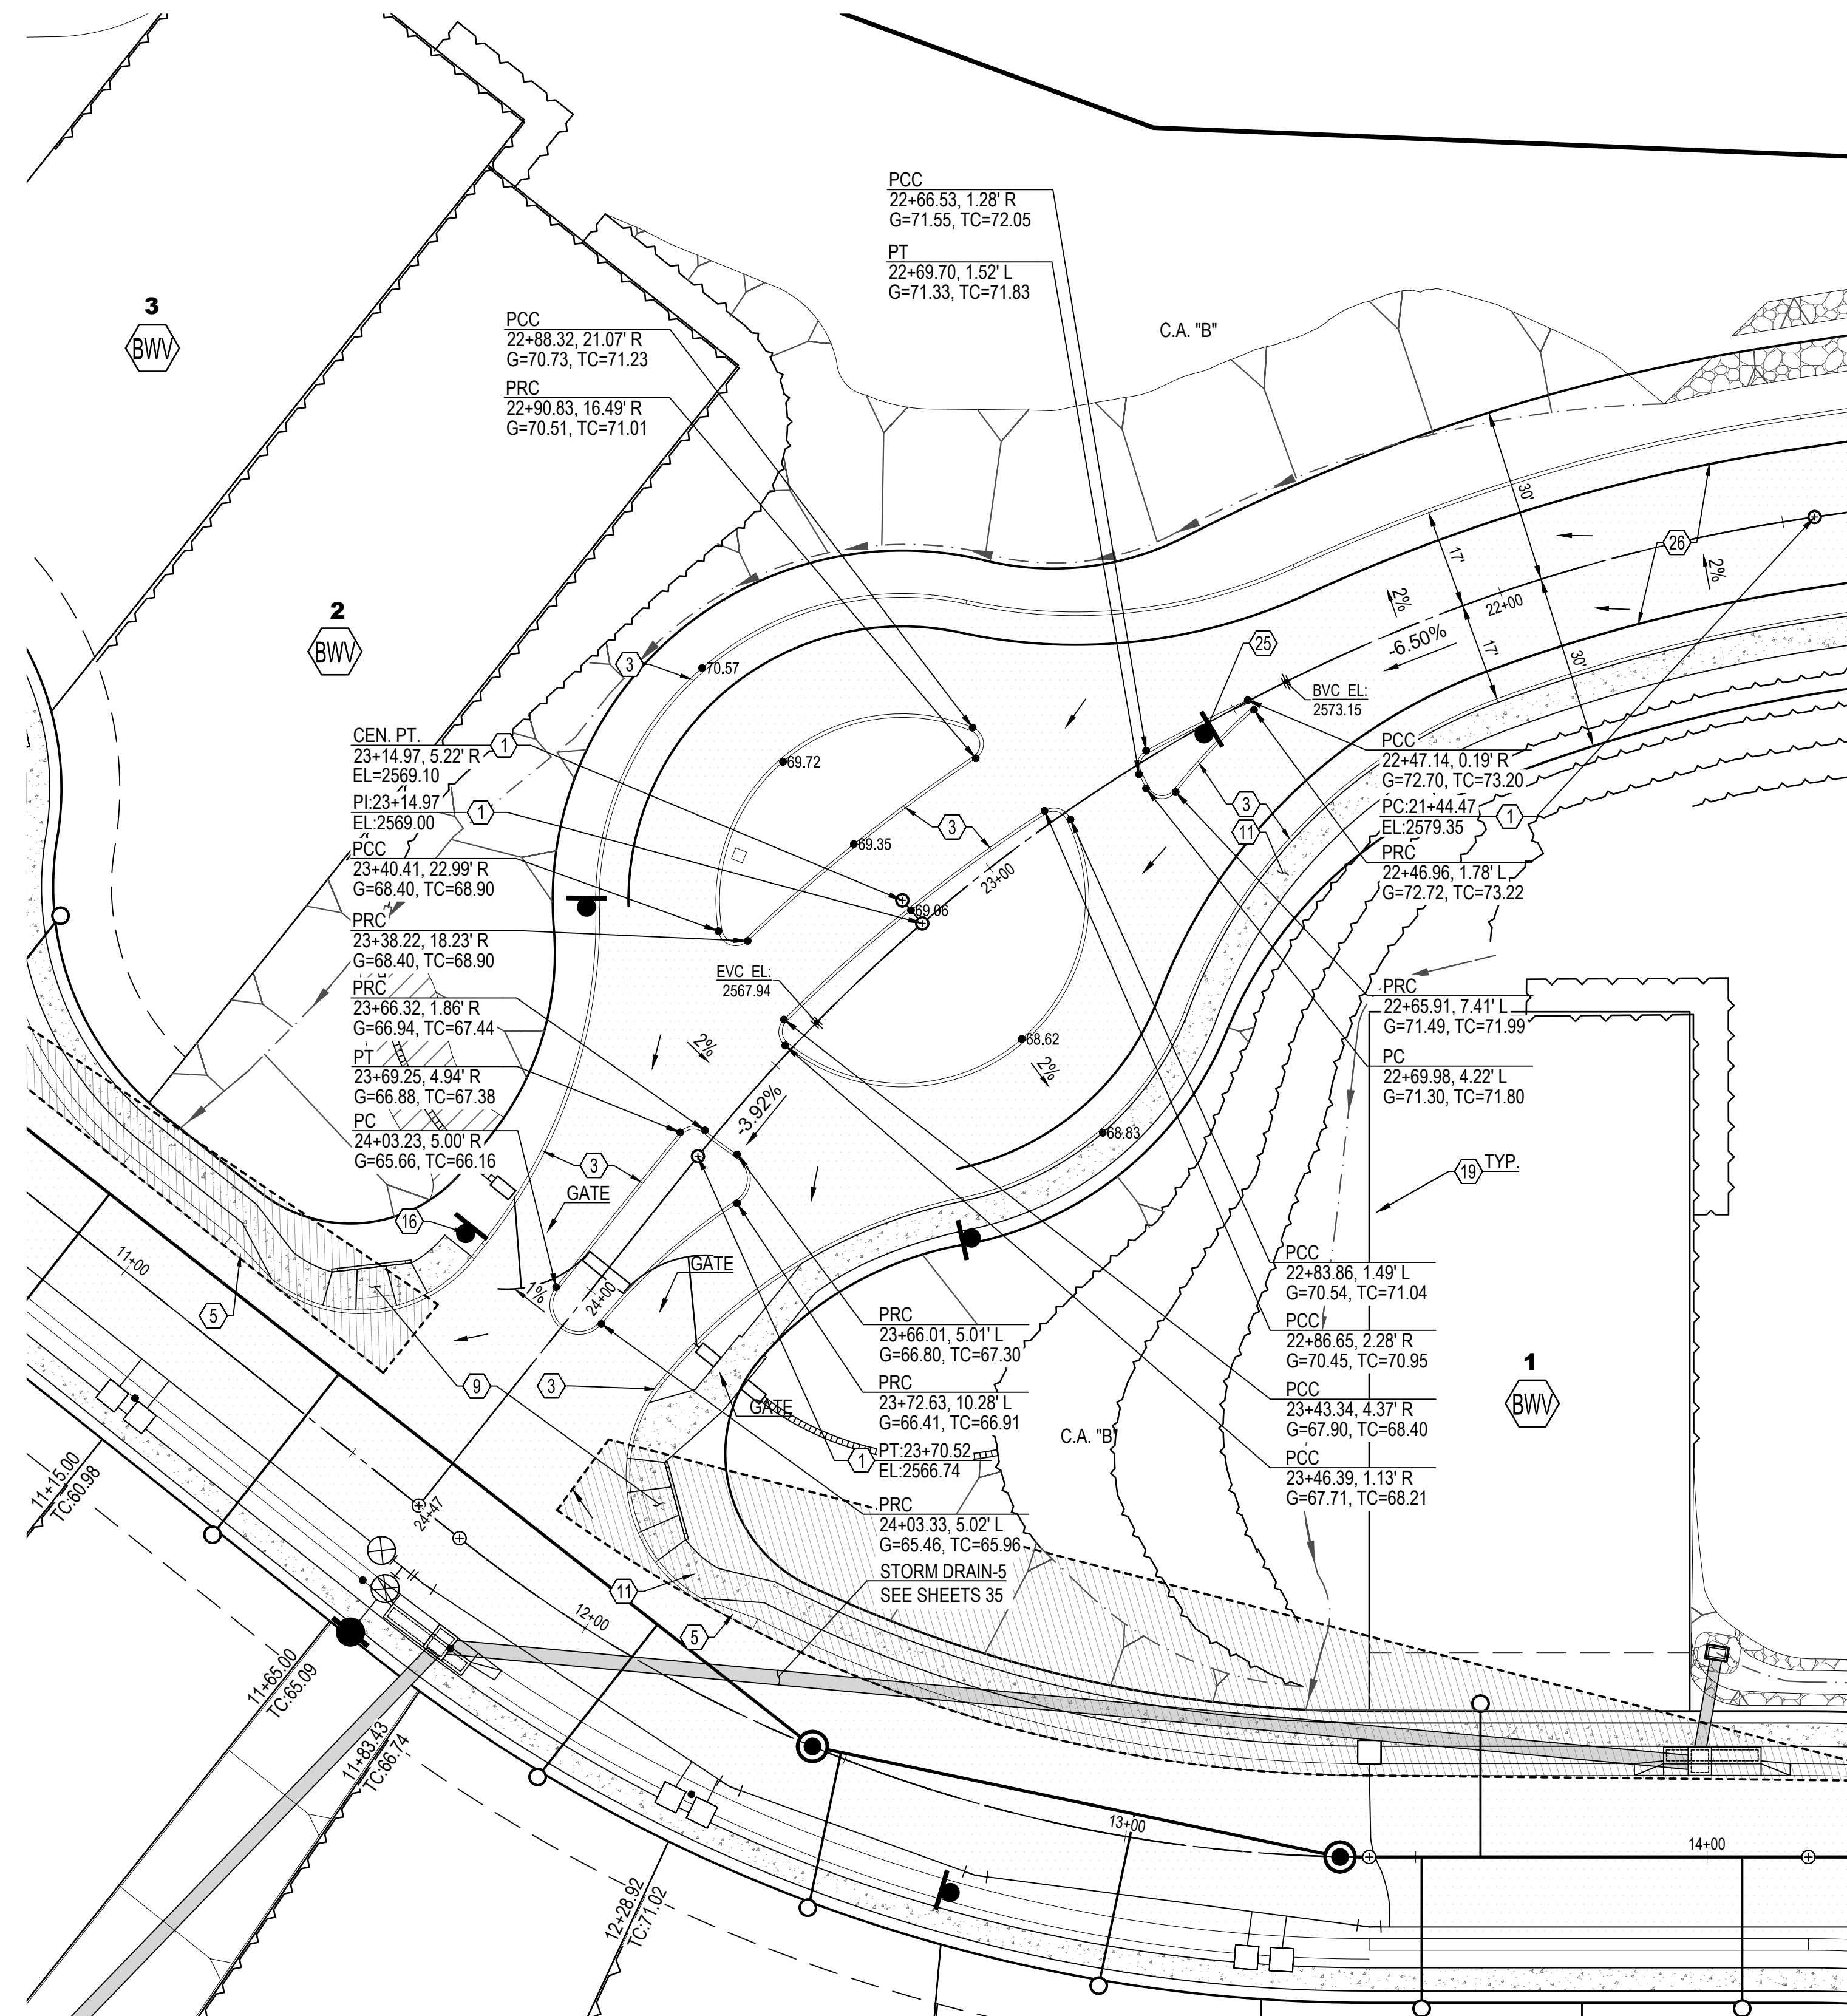 PCC
22+66.53, 1.28' R
G=71.55, TC=72.05
PT
22+69.70, 1.52' L
G=71.33, TC=71.83
3
BWV
PCC
22+88.32, 21.07' R
G=70.73, TC=71.23
PRC
22+90.83, 16.49' R
G=70.51, TC=71.01
C.A. "B"
30'
17'
26
2%
2%
22+00
-6.50%
17'
30'
2
BWV
3
70.57
25
BVC EL:
2573.15
69.72
CEN. PT.
23+14.97, 5.22' R
EL=2569.10
1
PI:23+14.97
EL:2569.00
1
PCC
23+40.41, 22.99' R
G=68.40, TC=68.90
PRC
23+38.22, 18.23' R
G=68.40, TC=68.90
PRC
23+66.32, 1.86' R
G=66.94, TC=67.44
PT
23+69.25, 4.94' R
G=66.88, TC=67.38
PC
24+03.23, 5.00' R
G=65.66, TC=66.16
3
69.35
23+00
69.06
EVC EL:
2567.94
3
11
PCC
22+47.14, 0.19' R
G=72.70, TC=73.20
PC:21+44.47
EL:2579.35
1
PRC
22+46.96, 1.78' L
G=72.72, TC=73.22
PRC
22+65.91, 7.41' L
G=71.49, TC=71.99
PC
22+69.98, 4.22' L
G=71.30, TC=71.80
68.62
2%
2%
-3.92%
68.83
19
TYP.
3
GATE
16
GATE
1%
24+00
11+00
5
9
3
GATE
PRC
23+66.01, 5.01' L
G=66.80, TC=67.30
PRC
23+72.63, 10.28' L
G=66.41, TC=66.91
1
PT:23+70.52
EL:2566.74
PRC
24+03.33, 5.02' L
G=65.46, TC=65.96
STORM DRAIN-5
SEE SHEETS 35
C.A. "B"
PCC
22+83.86, 1.49' L
G=70.54, TC=71.04
PCC
22+86.65, 2.28' R
G=70.45, TC=70.95
PCC
23+43.34, 4.37' R
G=67.90, TC=68.40
PCC
23+46.39, 1.13' R
G=67.71, TC=68.21
1
BWV
11+15.00
TC:60.98
24+47
11
12+00
5
11+65.00
TC:65.09
11+83.43
TC:66.74
12+28.92
TC:71.02
13+00
14+00